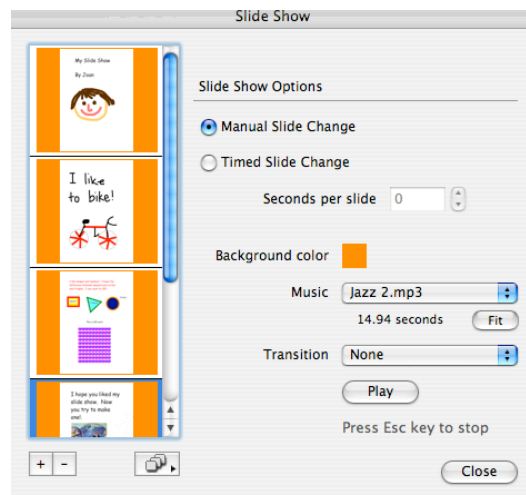 Slide Show
My Slide Show
By Joan
I like
to bike!
I hope you liked my
slide show. Now
you try to make
one!
Slide Show Options
Manual Slide Change
Timed Slide Change
Seconds per slide 0
Background color
Music Jazz 2.mp3
14.94 seconds Fit
Transition None
Play
Press Esc key to stop
+ -
Close